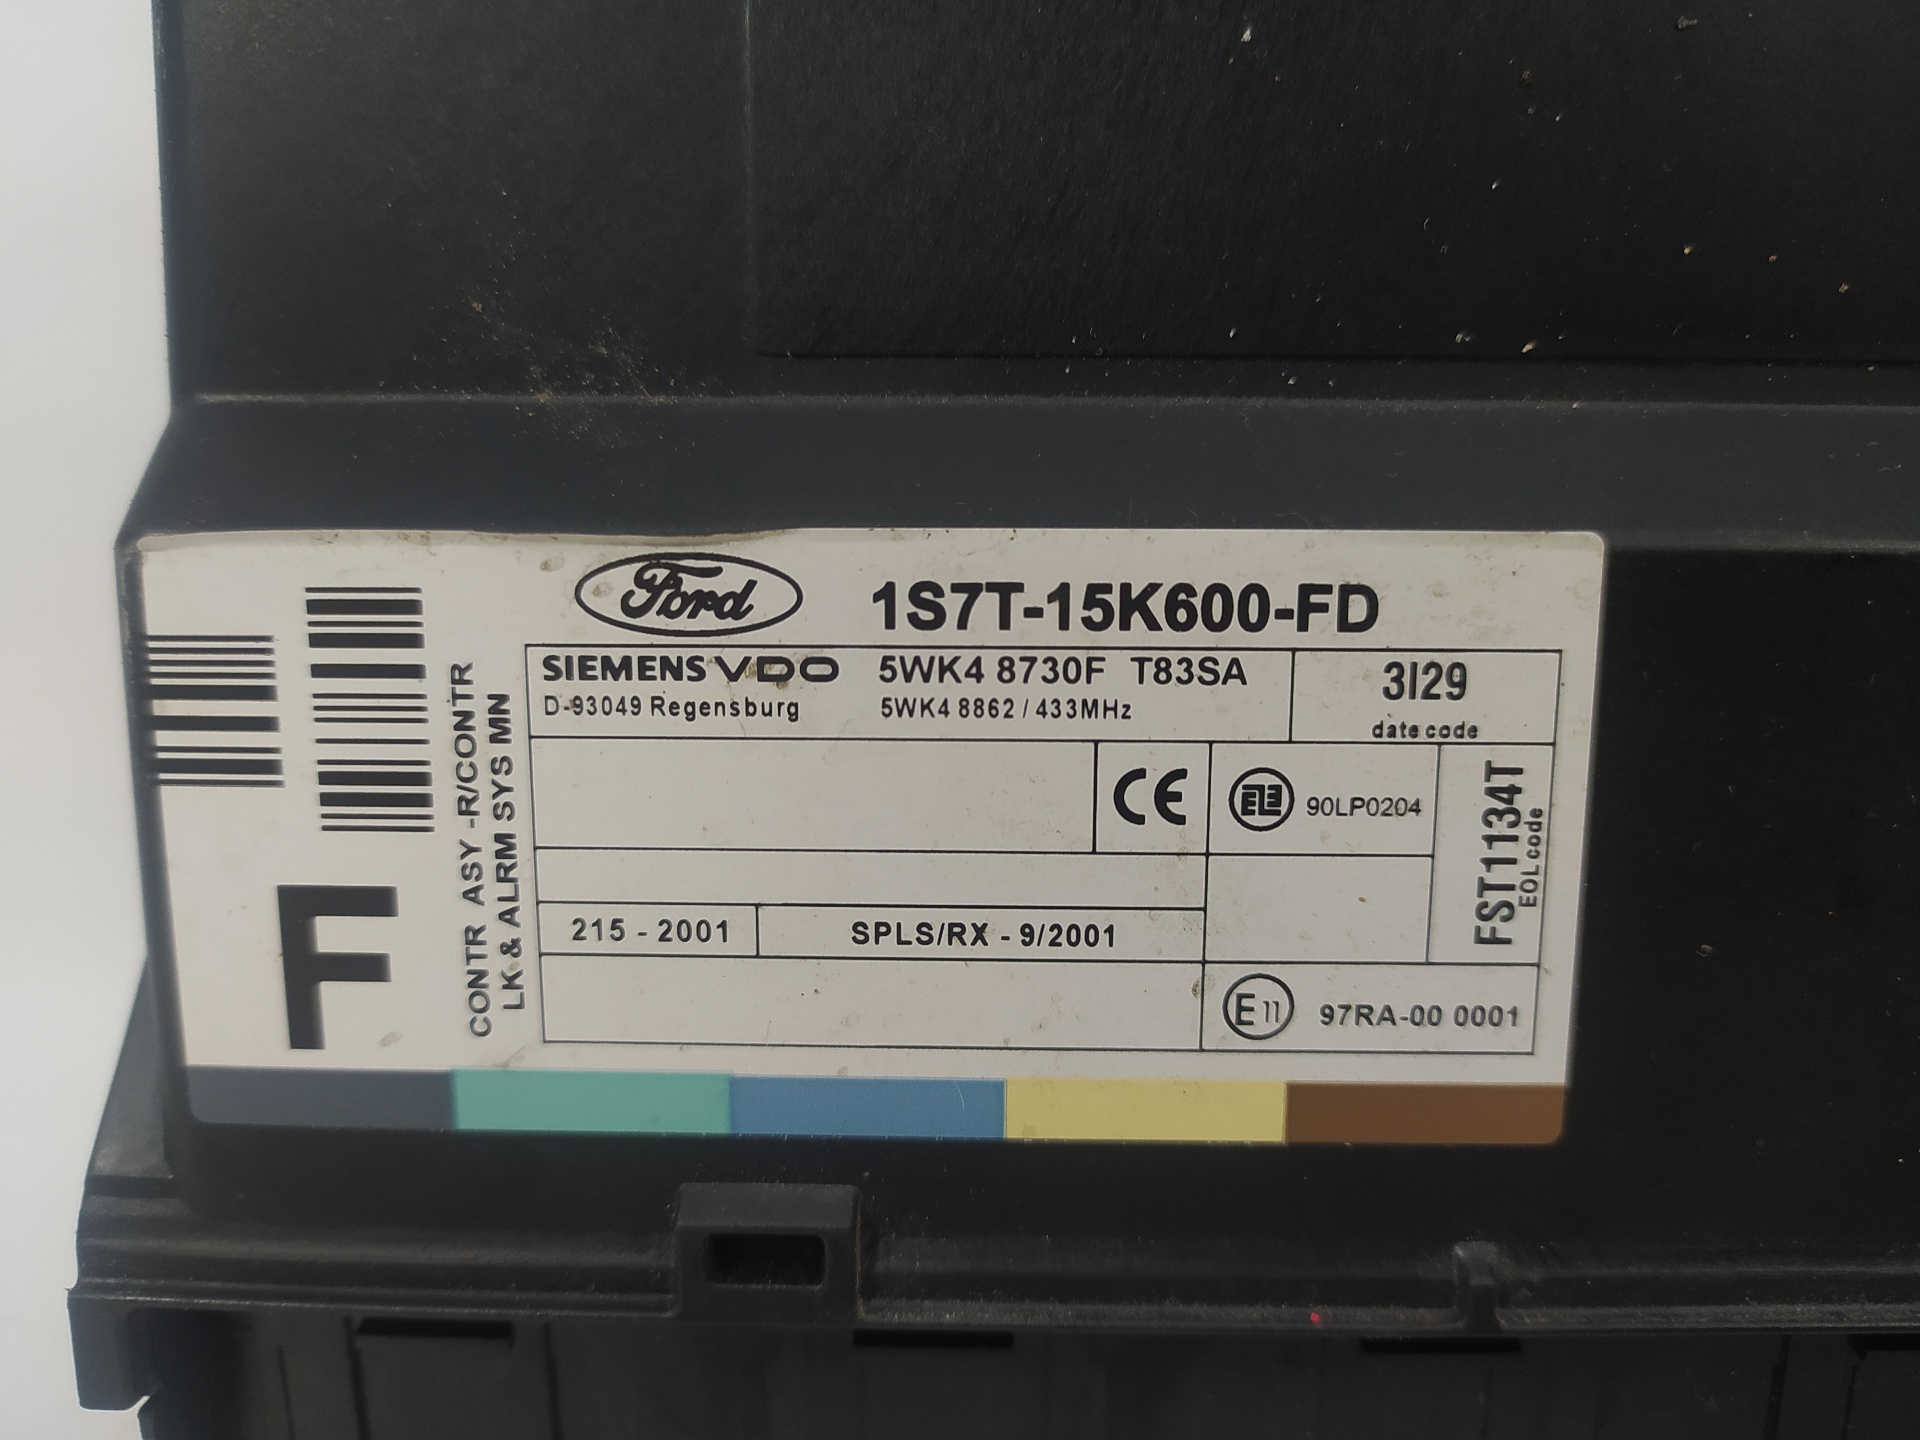 Ford 1S7T-15K600-FD
SIEMENS VDO 5WK4 8730F T83SA
D-93049 Regensburg 5WK4 8862 / 433MHz
3I29
date code
CE
90LP0204
FST1134T
EOL code
215 - 2001
SPLS/RX - 9/2001
E11 97RA-00 0001
CONTR ASY -R/CONTR
LK & ALRM SYS MN
F